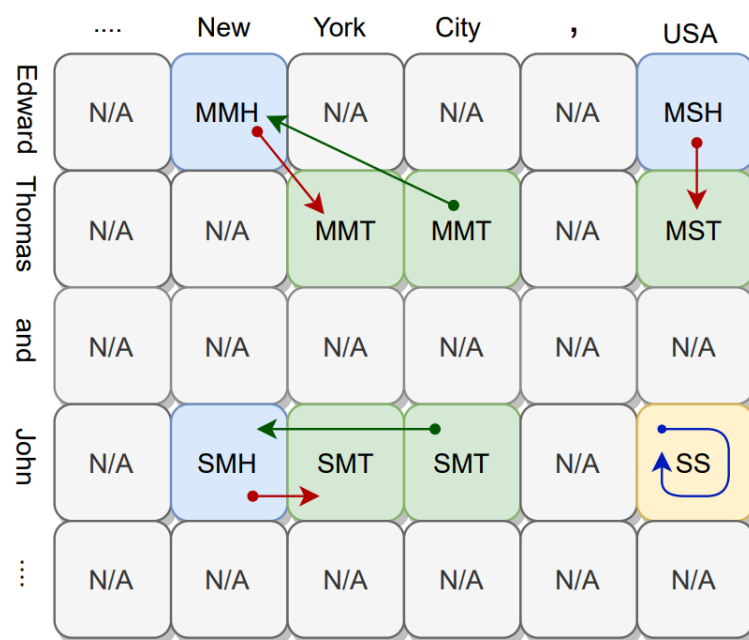 .... New York City , USA
Edward N/A MMH N/A N/A N/A MSH
Thomas N/A N/A MMT MMT N/A MST
and N/A N/A N/A N/A N/A N/A
John N/A SMH SMT SMT N/A SS
.... N/A N/A N/A N/A N/A N/A